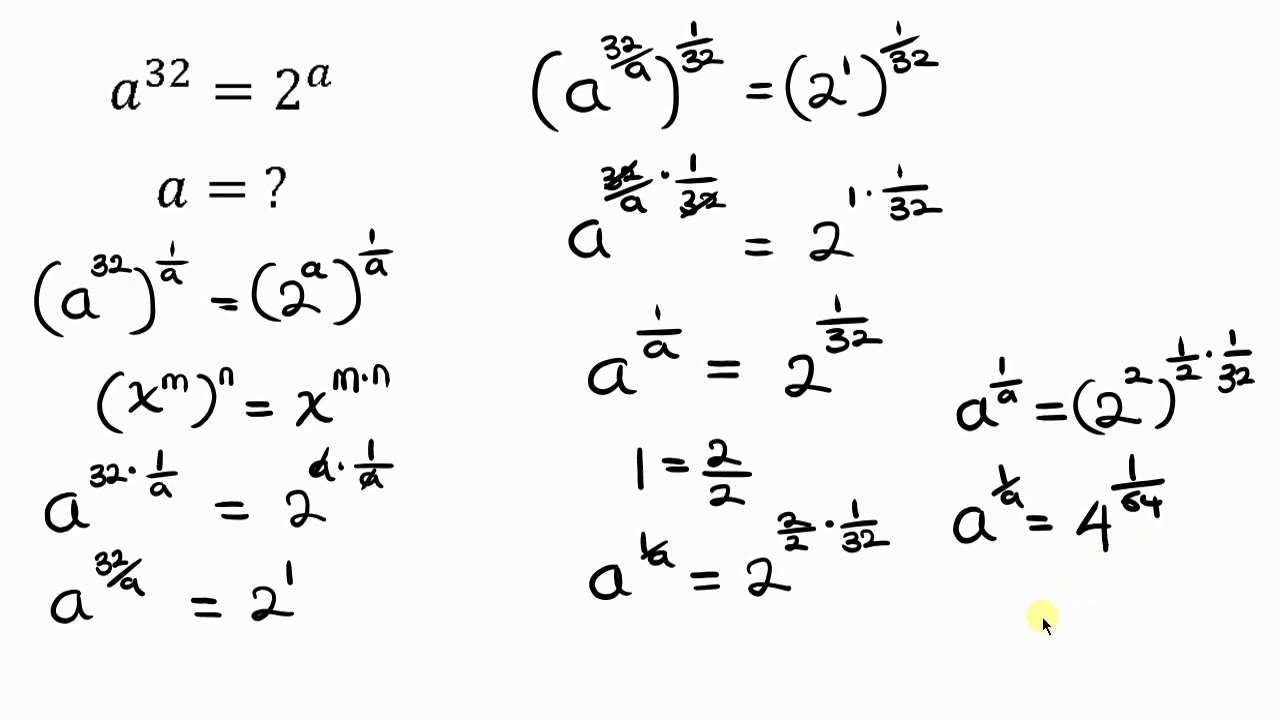 a^32 = 2^a
a = ?
(a^32)^(1/a) = (2^a)^(1/a)
(x^m)^n = x^(m·n)
a^(32·1/a) = 2^(a·1/a)
a^(32/a) = 2^1
(a^(32/a))^(1/32) = (2^1)^(1/32)
a^(32/a·1/32) = 2^(1·1/32)
a^(1/a) = 2^(1/32)
1 = 2/2
a^(1/a) = 2^(2/2·1/32)
a^(1/a) = (2^2)^(1/2·1/32)
a^(1/a) = 4^(1/64)